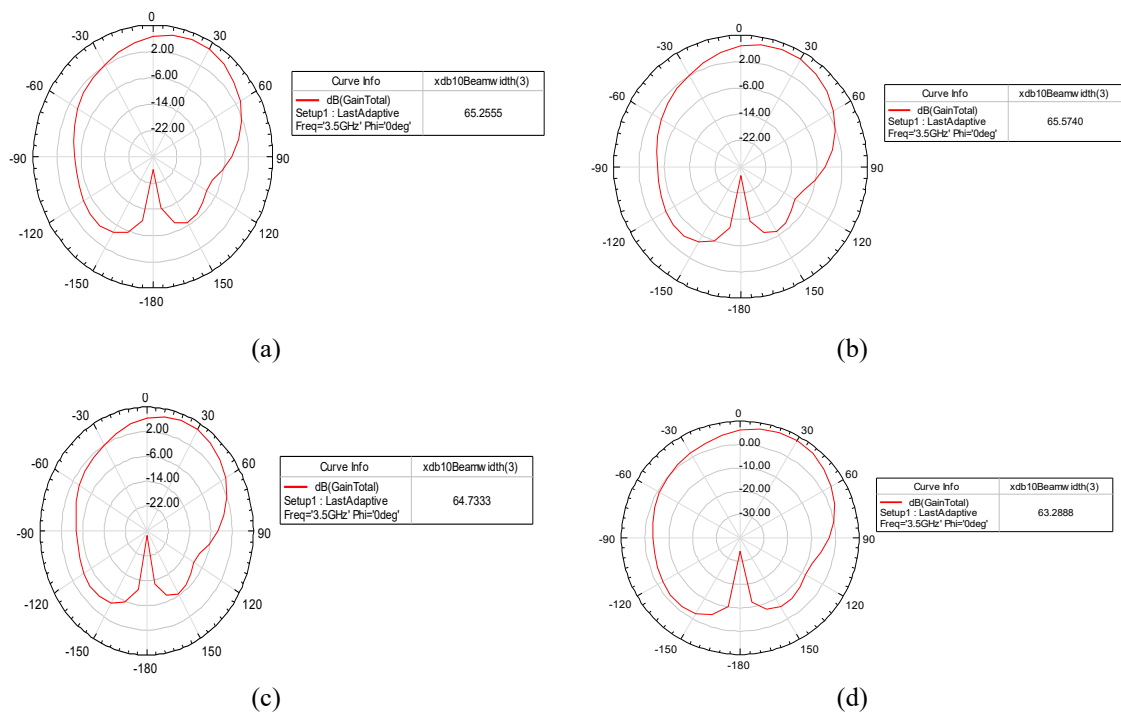 0
-30
30
2.00
-60
60
-6.00
-14.00
-22.00
-90
90
-120
120
-150
150
-180
Curve Info
xdb10Beamwidth(3)
dB(GainTotal)
Setup1 : LastAdaptive
Freq='3.5GHz' Phi='0deg'
65.2555
(a)
0
-30
30
2.00
-60
60
-6.00
-14.00
-22.00
-90
90
-120
120
-150
150
-180
Curve Info
xdb10Beamwidth(3)
dB(GainTotal)
Setup1 : LastAdaptive
Freq='3.5GHz' Phi='0deg'
65.5740
(b)
0
-30
30
2.00
-60
60
-6.00
-14.00
-22.00
-90
90
-120
120
-150
150
-180
Curve Info
xdb10Beamwidth(3)
dB(GainTotal)
Setup1 : LastAdaptive
Freq='3.5GHz' Phi='0deg'
64.7333
(c)
0
-30
30
0.00
-60
60
-10.00
-20.00
-30.00
-90
90
-120
120
-150
150
-180
Curve Info
xdb10Beamwidth(3)
dB(GainTotal)
Setup1 : LastAdaptive
Freq='3.5GHz' Phi='0deg'
63.2888
(d)